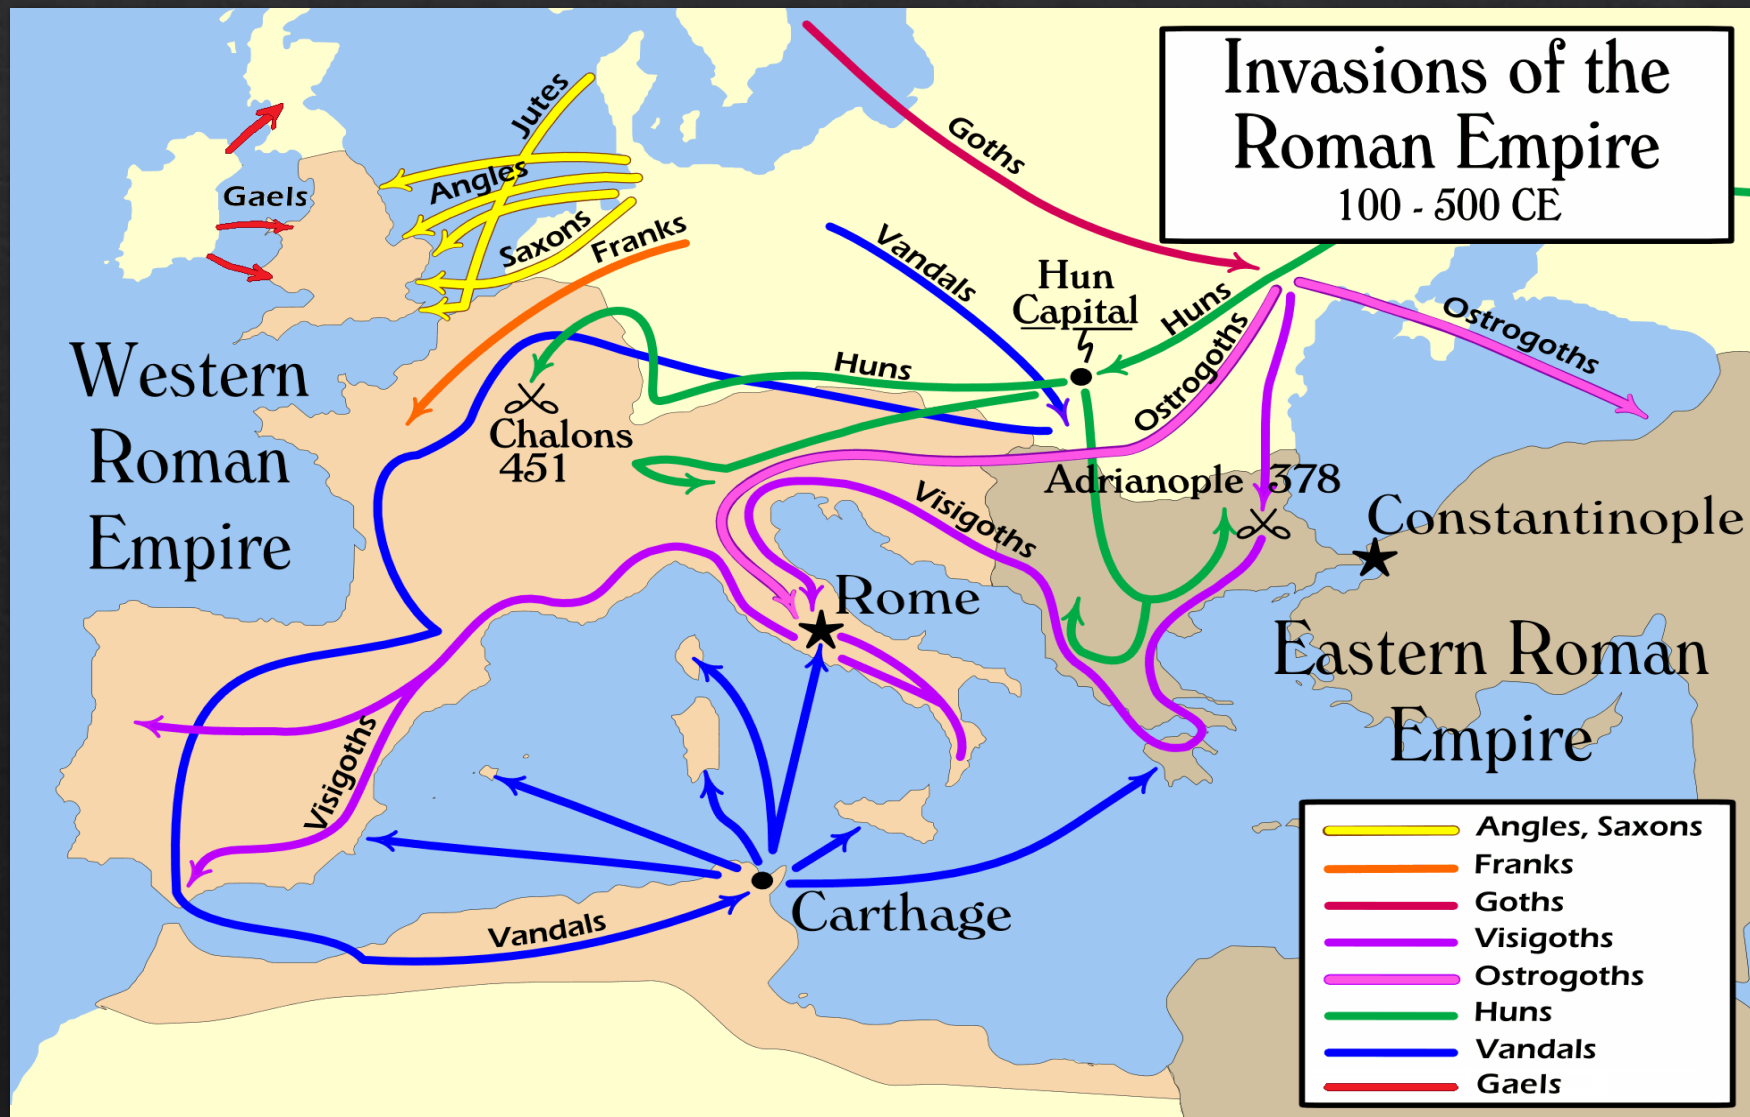 Invasions of the
Roman Empire
100 - 500 CE
Jutes
Angles
Saxons
Gaels
Franks
Goths
Vandals
Hun
Capital
Huns
Ostrogoths
Ostrogoths
Huns
Western
Roman
Empire
Chalons
451
Adrianople 378
Visigoths
Constantinople
Rome
Eastern Roman
Empire
Visigoths
Carthage
Vandals
Angles, Saxons
Franks
Goths
Visigoths
Ostrogoths
Huns
Vandals
Gaels